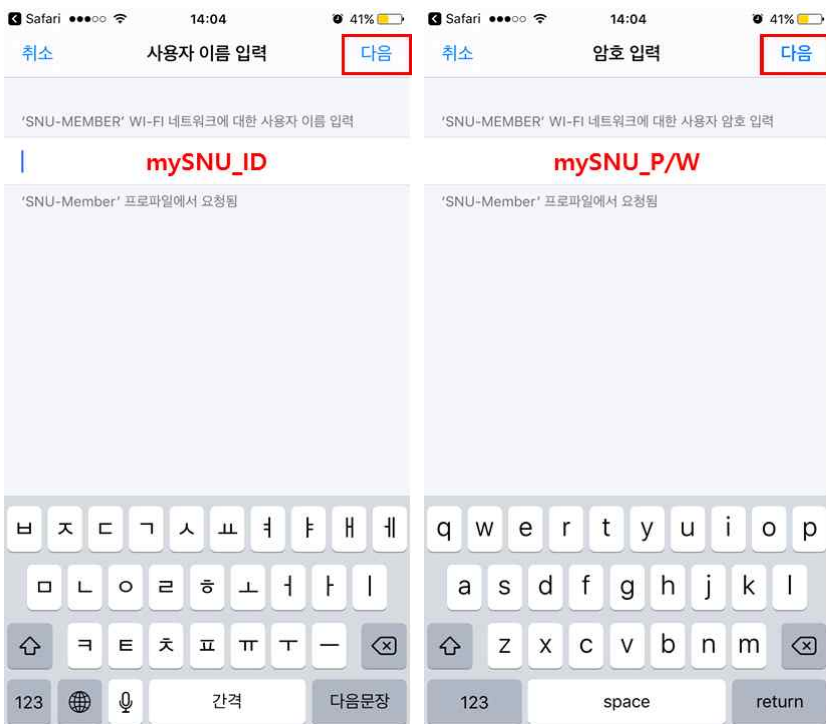 Safari 14:04 41%
취소 사용자 이름 입력 다음
'SNU-MEMBER' WI-FI 네트워크에 대한 사용자 이름 입력
mySNU_ID
'SNU-Member' 프로파일에서 요청됨
ㅂ ㅈ ㄷ ㄱ ㅅ ㅛ ㅕ ㅑ ㅐ ㅔ
ㅁ ㄴ ㅇ ㄹ ㅎ ㅗ ㅓ ㅏ ㅣ
ㅋ ㅌ ㅊ ㅍ ㅠ ㅜ ㅡ
123 간격 다음문장
Safari 14:04 41%
취소 암호 입력 다음
'SNU-MEMBER' WI-FI 네트워크에 대한 사용자 암호 입력
mySNU_P/W
'SNU-Member' 프로파일에서 요청됨
q w e r t y u i o p
a s d f g h j k l
z x c v b n m
123 space return